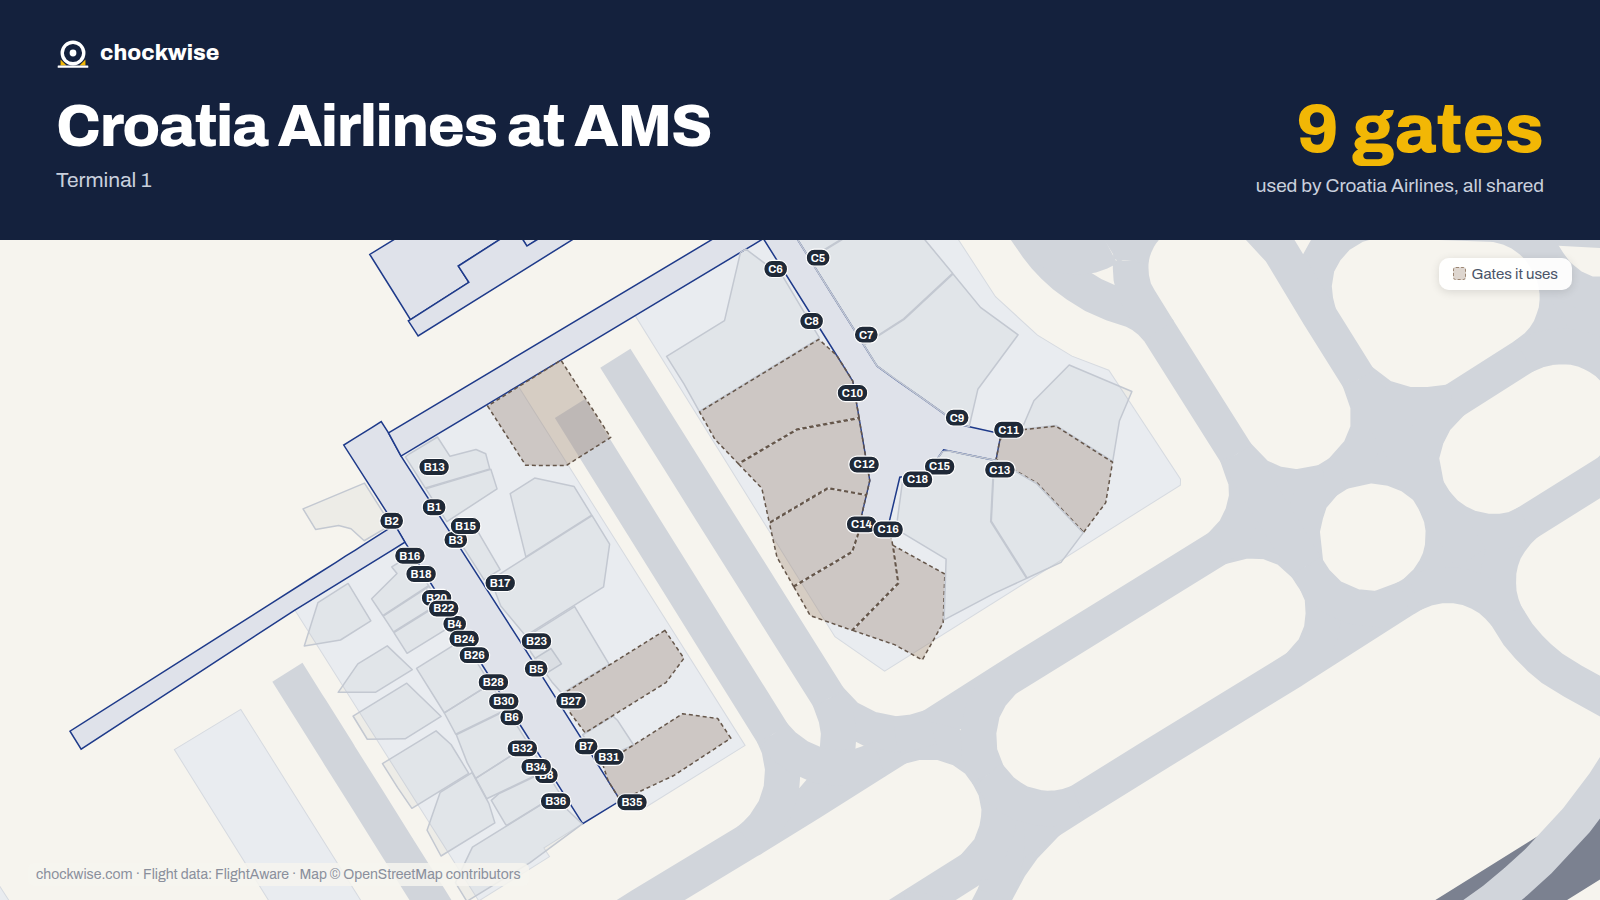 chockwise
Croatia Airlines at AMS
Terminal 1
9 gates
used by Croatia Airlines, all shared
Gates it uses
C5
C6
C8
C7
C10
C9
C11
C12
C15
C13
C18
C14
C16
B13
B1
B2
B15
B3
B16
B18
B17
B20
B22
B4
B24
B23
B26
B5
B28
B30
B27
B6
B7
B32
B31
B34
B8
B36
B35
chockwise.com · Flight data: FlightAware · Map © OpenStreetMap contributors